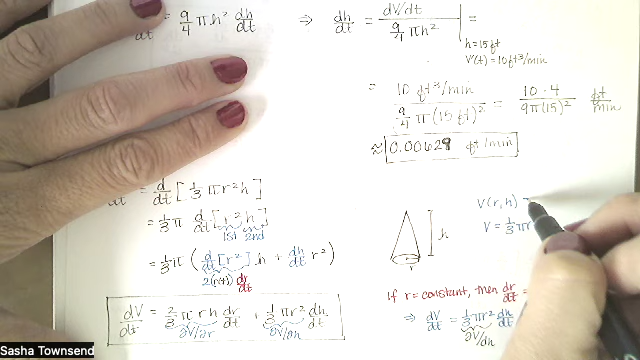 dt = 9/4 πh² dh/dt ⇒ dh/dt = dV/dt / 9/4 πh² | =
h = 15 ft
V'(t) = 10 ft³/min
= 10 ft³/min / 9/4 π(15 ft)² = 10 · 4 / 9π(15)² ft/min
≈ 0.00629 ft/min
dt = d/dt [1/3 πr²h]
= 1/3 π d/dt [r²h]
1st 2nd
= 1/3 π (d/dt[r²] h + dh/dt r²)
dr/dt
dV/dt = 2/3 π rh dr/dt + 1/3 πr² dh/dt
∂V/∂r ∂V/∂h
h
r
V(r,h)
V = 1/3 πr
If r = constant, then dr/dt =
⇒ dV/dt = 1/3 πr² dh/dt
∂V/∂h
Sasha Townsend